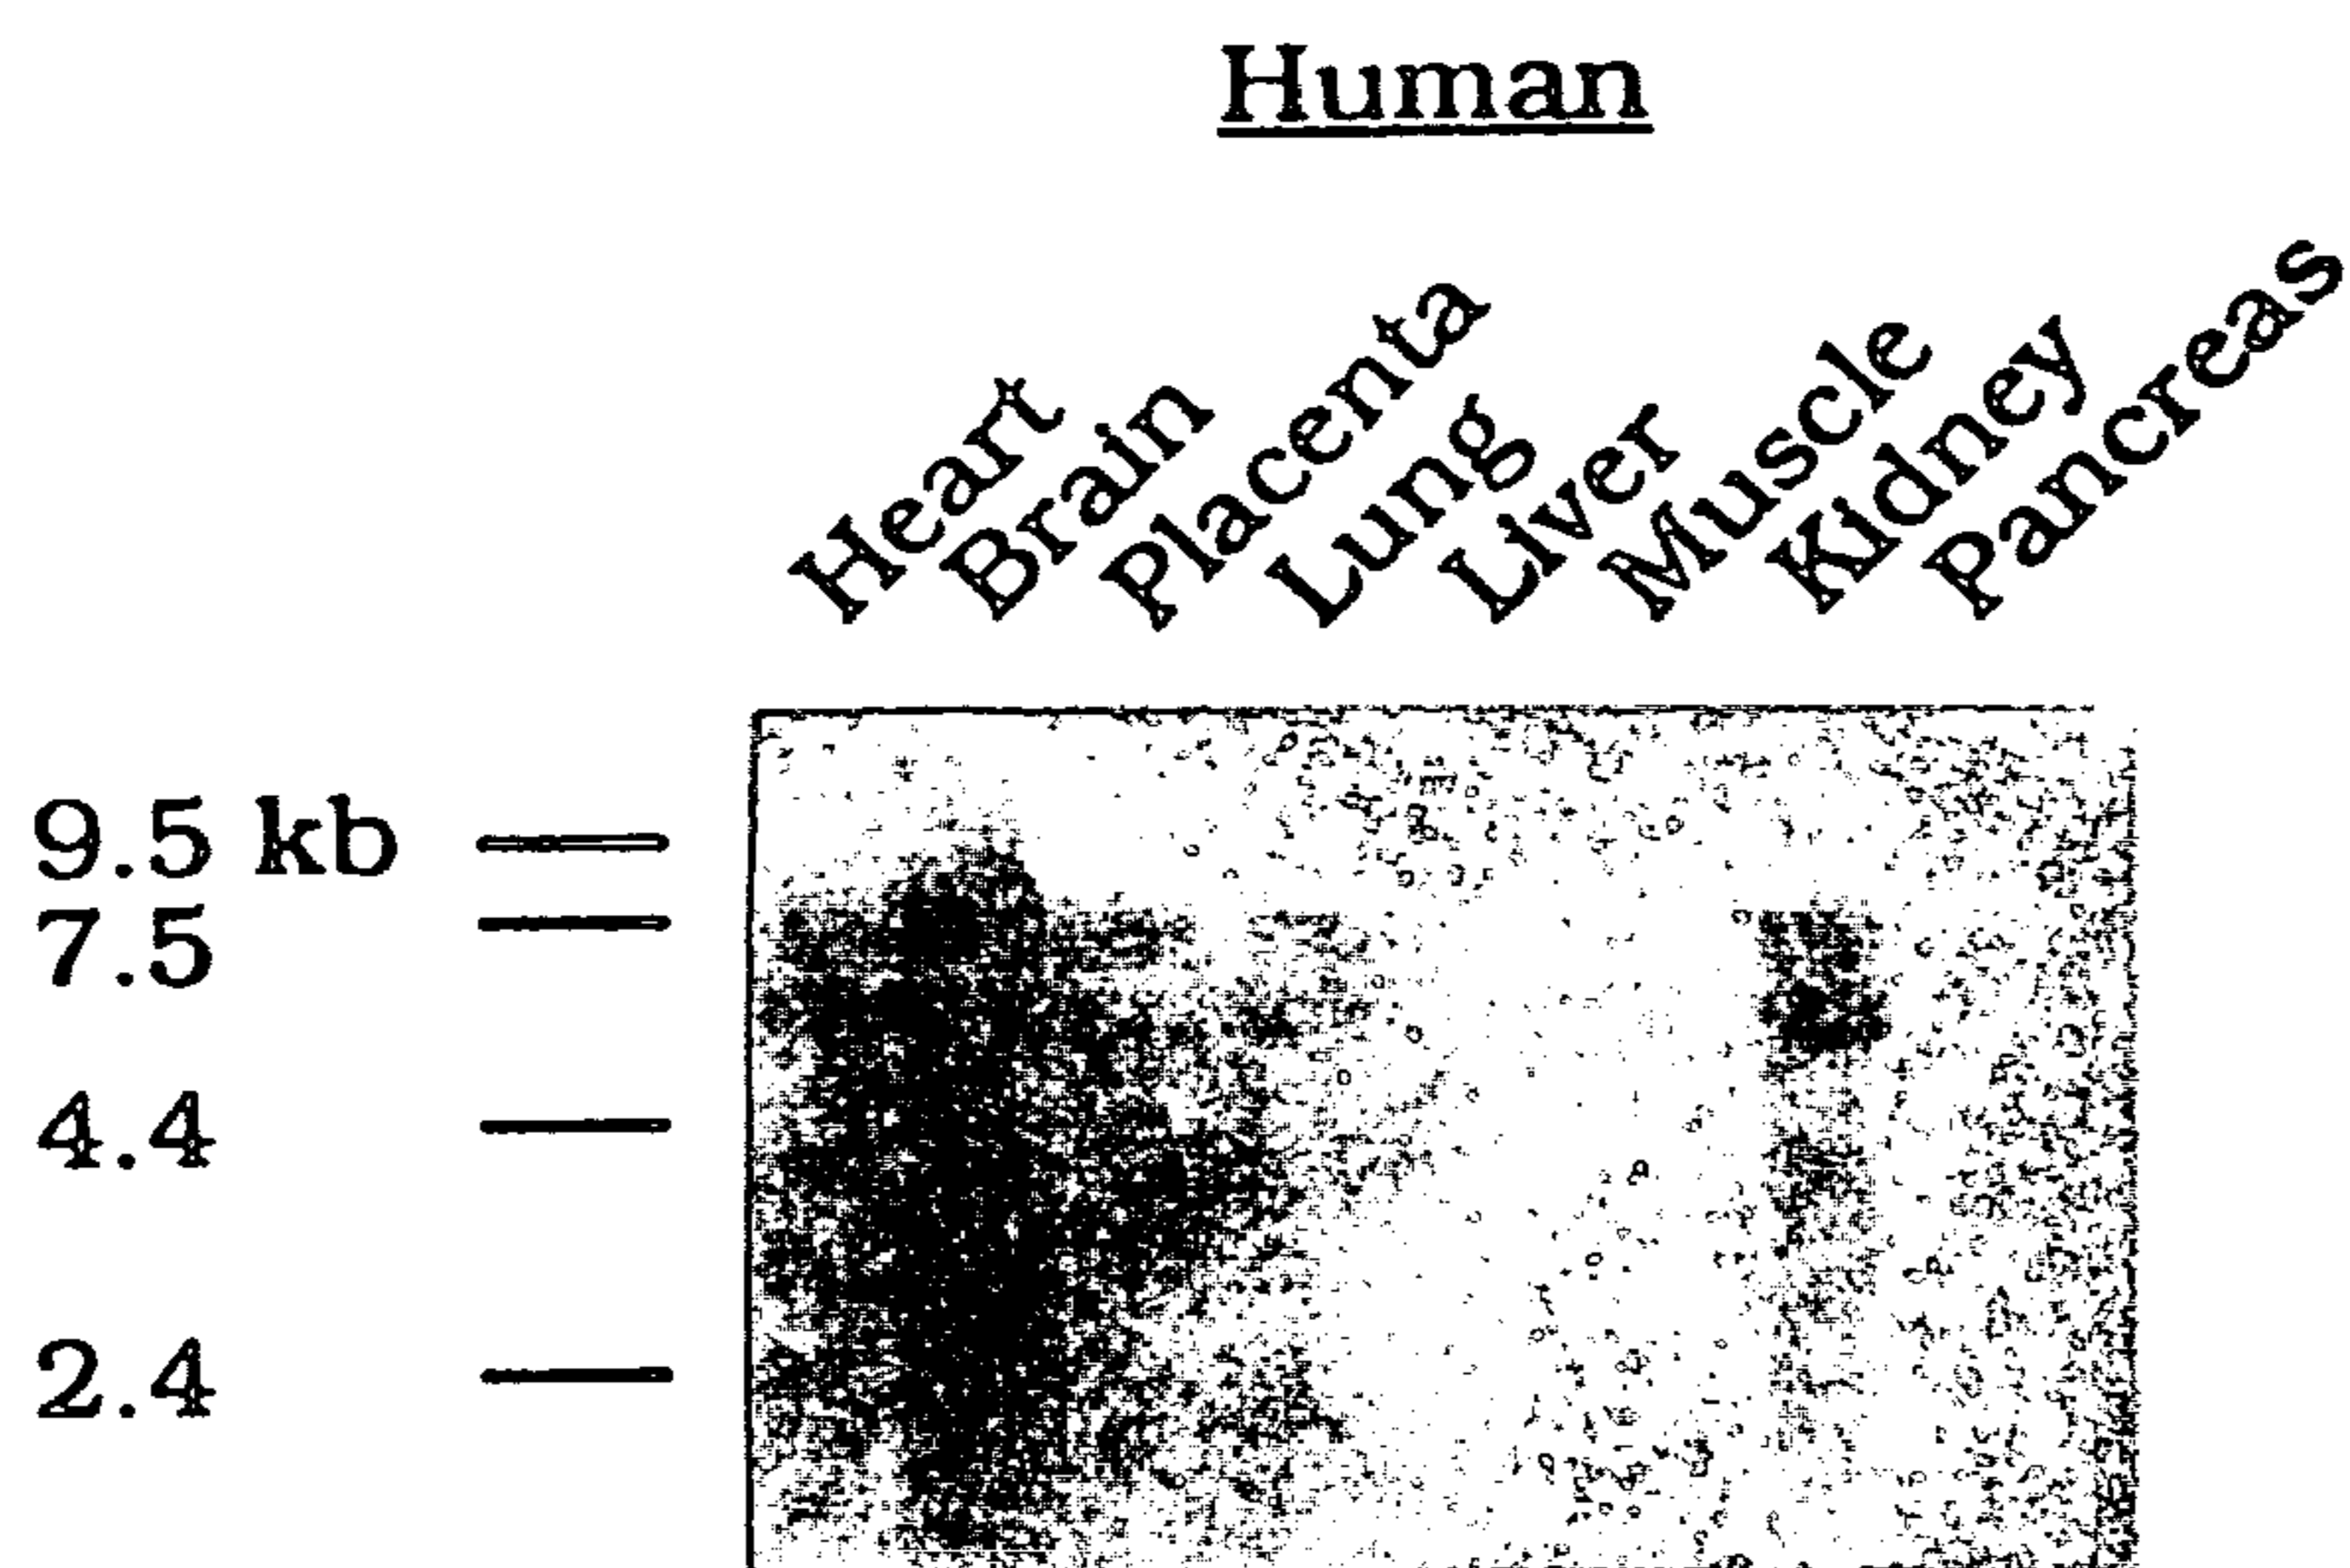 Human
Heart
Brain
Placenta
Lung
Liver
Muscle
Kidney
Pancreas
9.5 kb
7.5
4.4
2.4